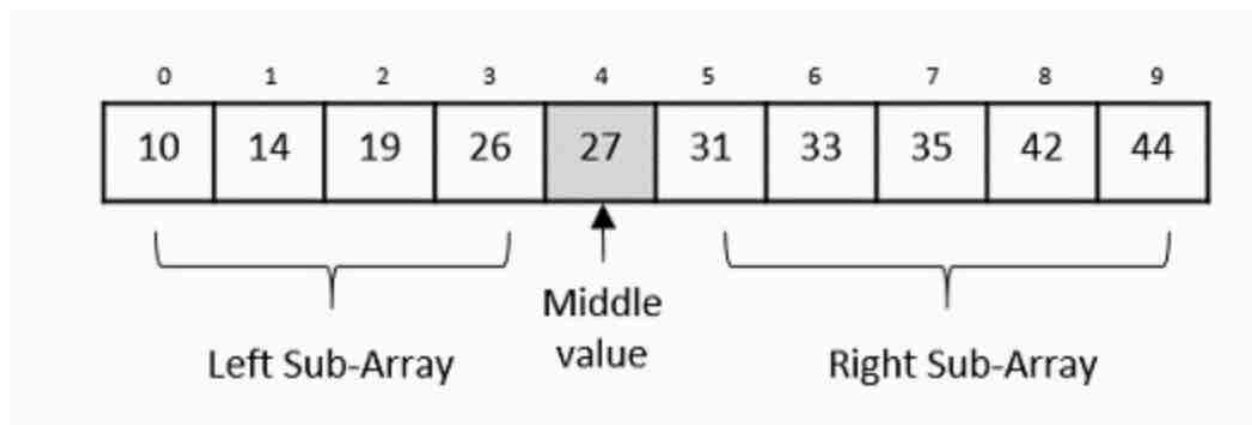 0 1 2 3 4 5 6 7 8 9
10 14 19 26 27 31 33 35 42 44
Middle
value
Left Sub-Array
Right Sub-Array